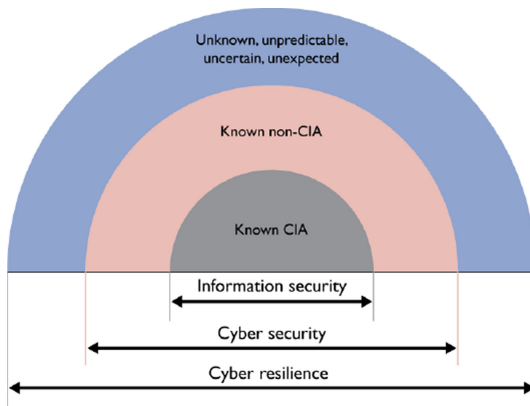 Unknown, unpredictable,
uncertain, unexpected
Known non-CIA
Known CIA
Information security
Cyber security
Cyber resilience